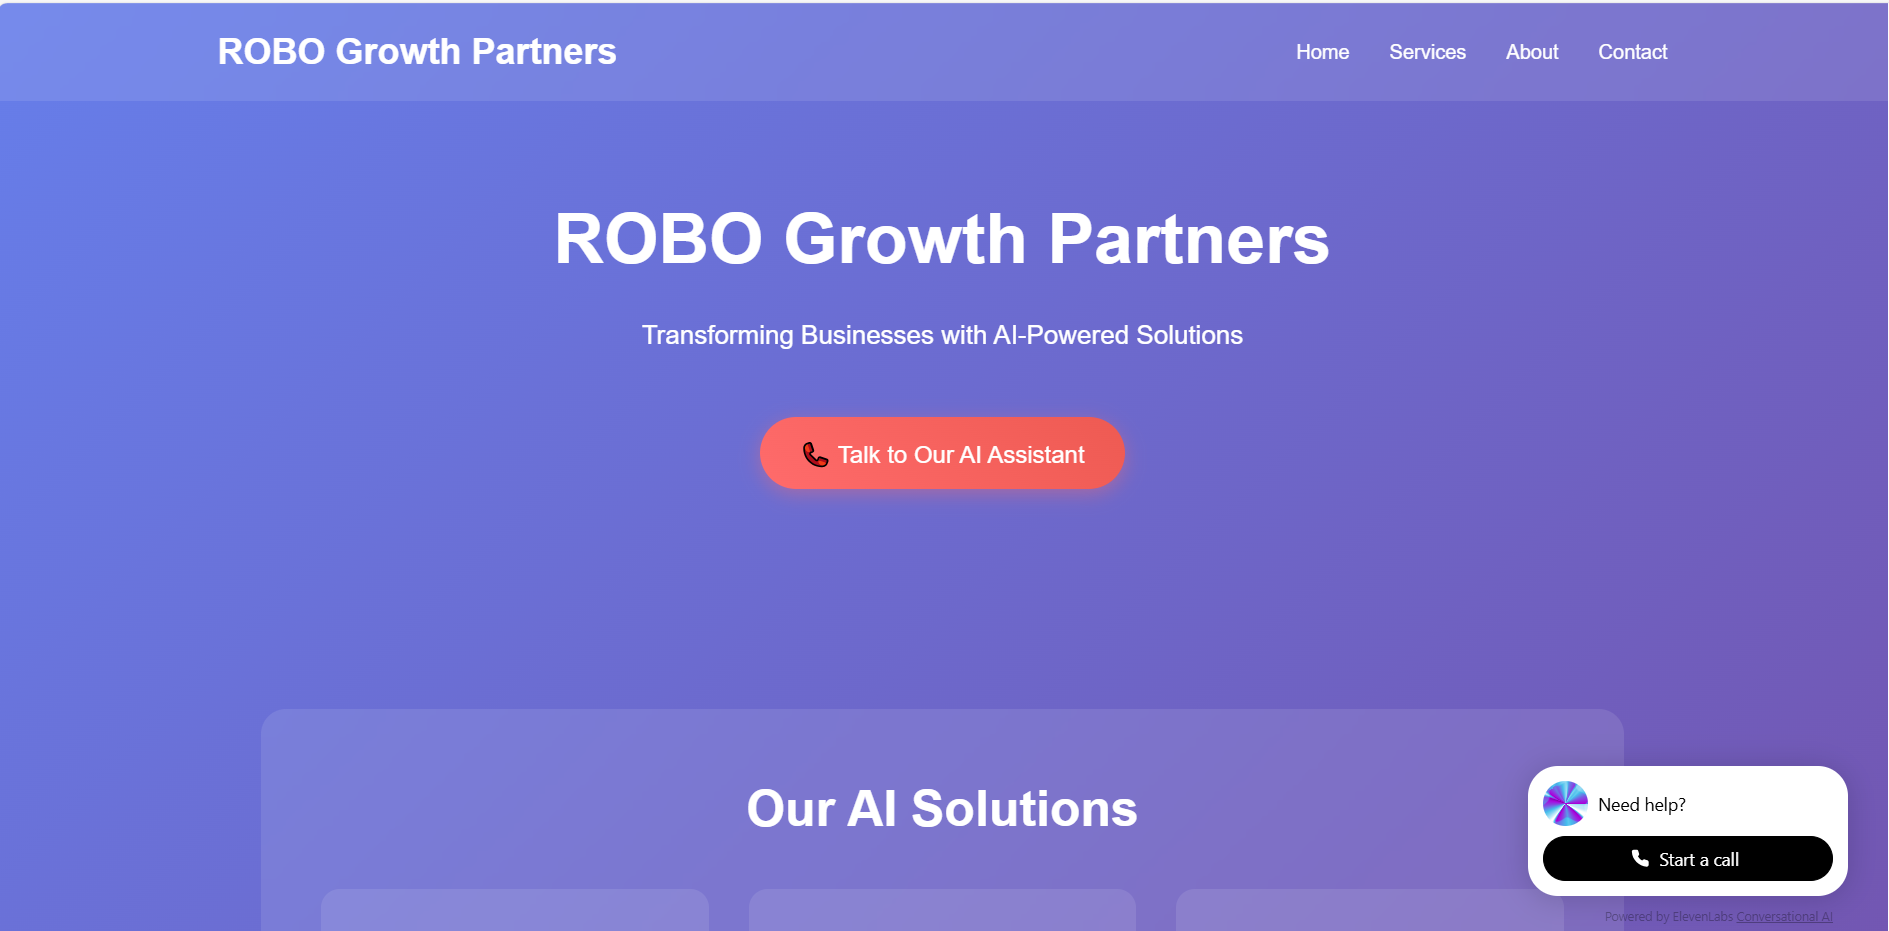 ROBO Growth Partners
Home
Services
About
Contact
ROBO Growth Partners
Transforming Businesses with AI-Powered Solutions
Talk to Our AI Assistant
Our AI Solutions
Need help?
Start a call
Powered by ElevenLabs Conversational AI